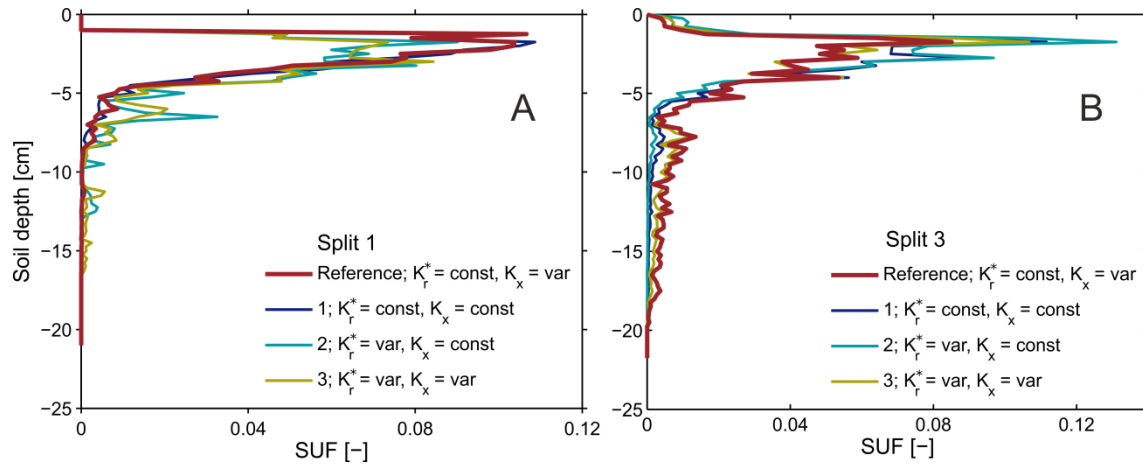 0
−5
−10
−15
−20
−25
Soil depth [cm]
A
Split 1
Reference; K*r = const, Kx = var
1; K*r = const, Kx = const
2; K*r = var, Kx = const
3; K*r = var, Kx = var
0 0.04 0.08 0.12
SUF [−]
0
−5
−10
−15
−20
−25
B
Split 3
Reference; K*r = const, Kx = var
1; K*r = const, Kx = const
2; K*r = var, Kx = const
3; K*r = var, Kx = var
0 0.04 0.08 0.12
SUF [−]